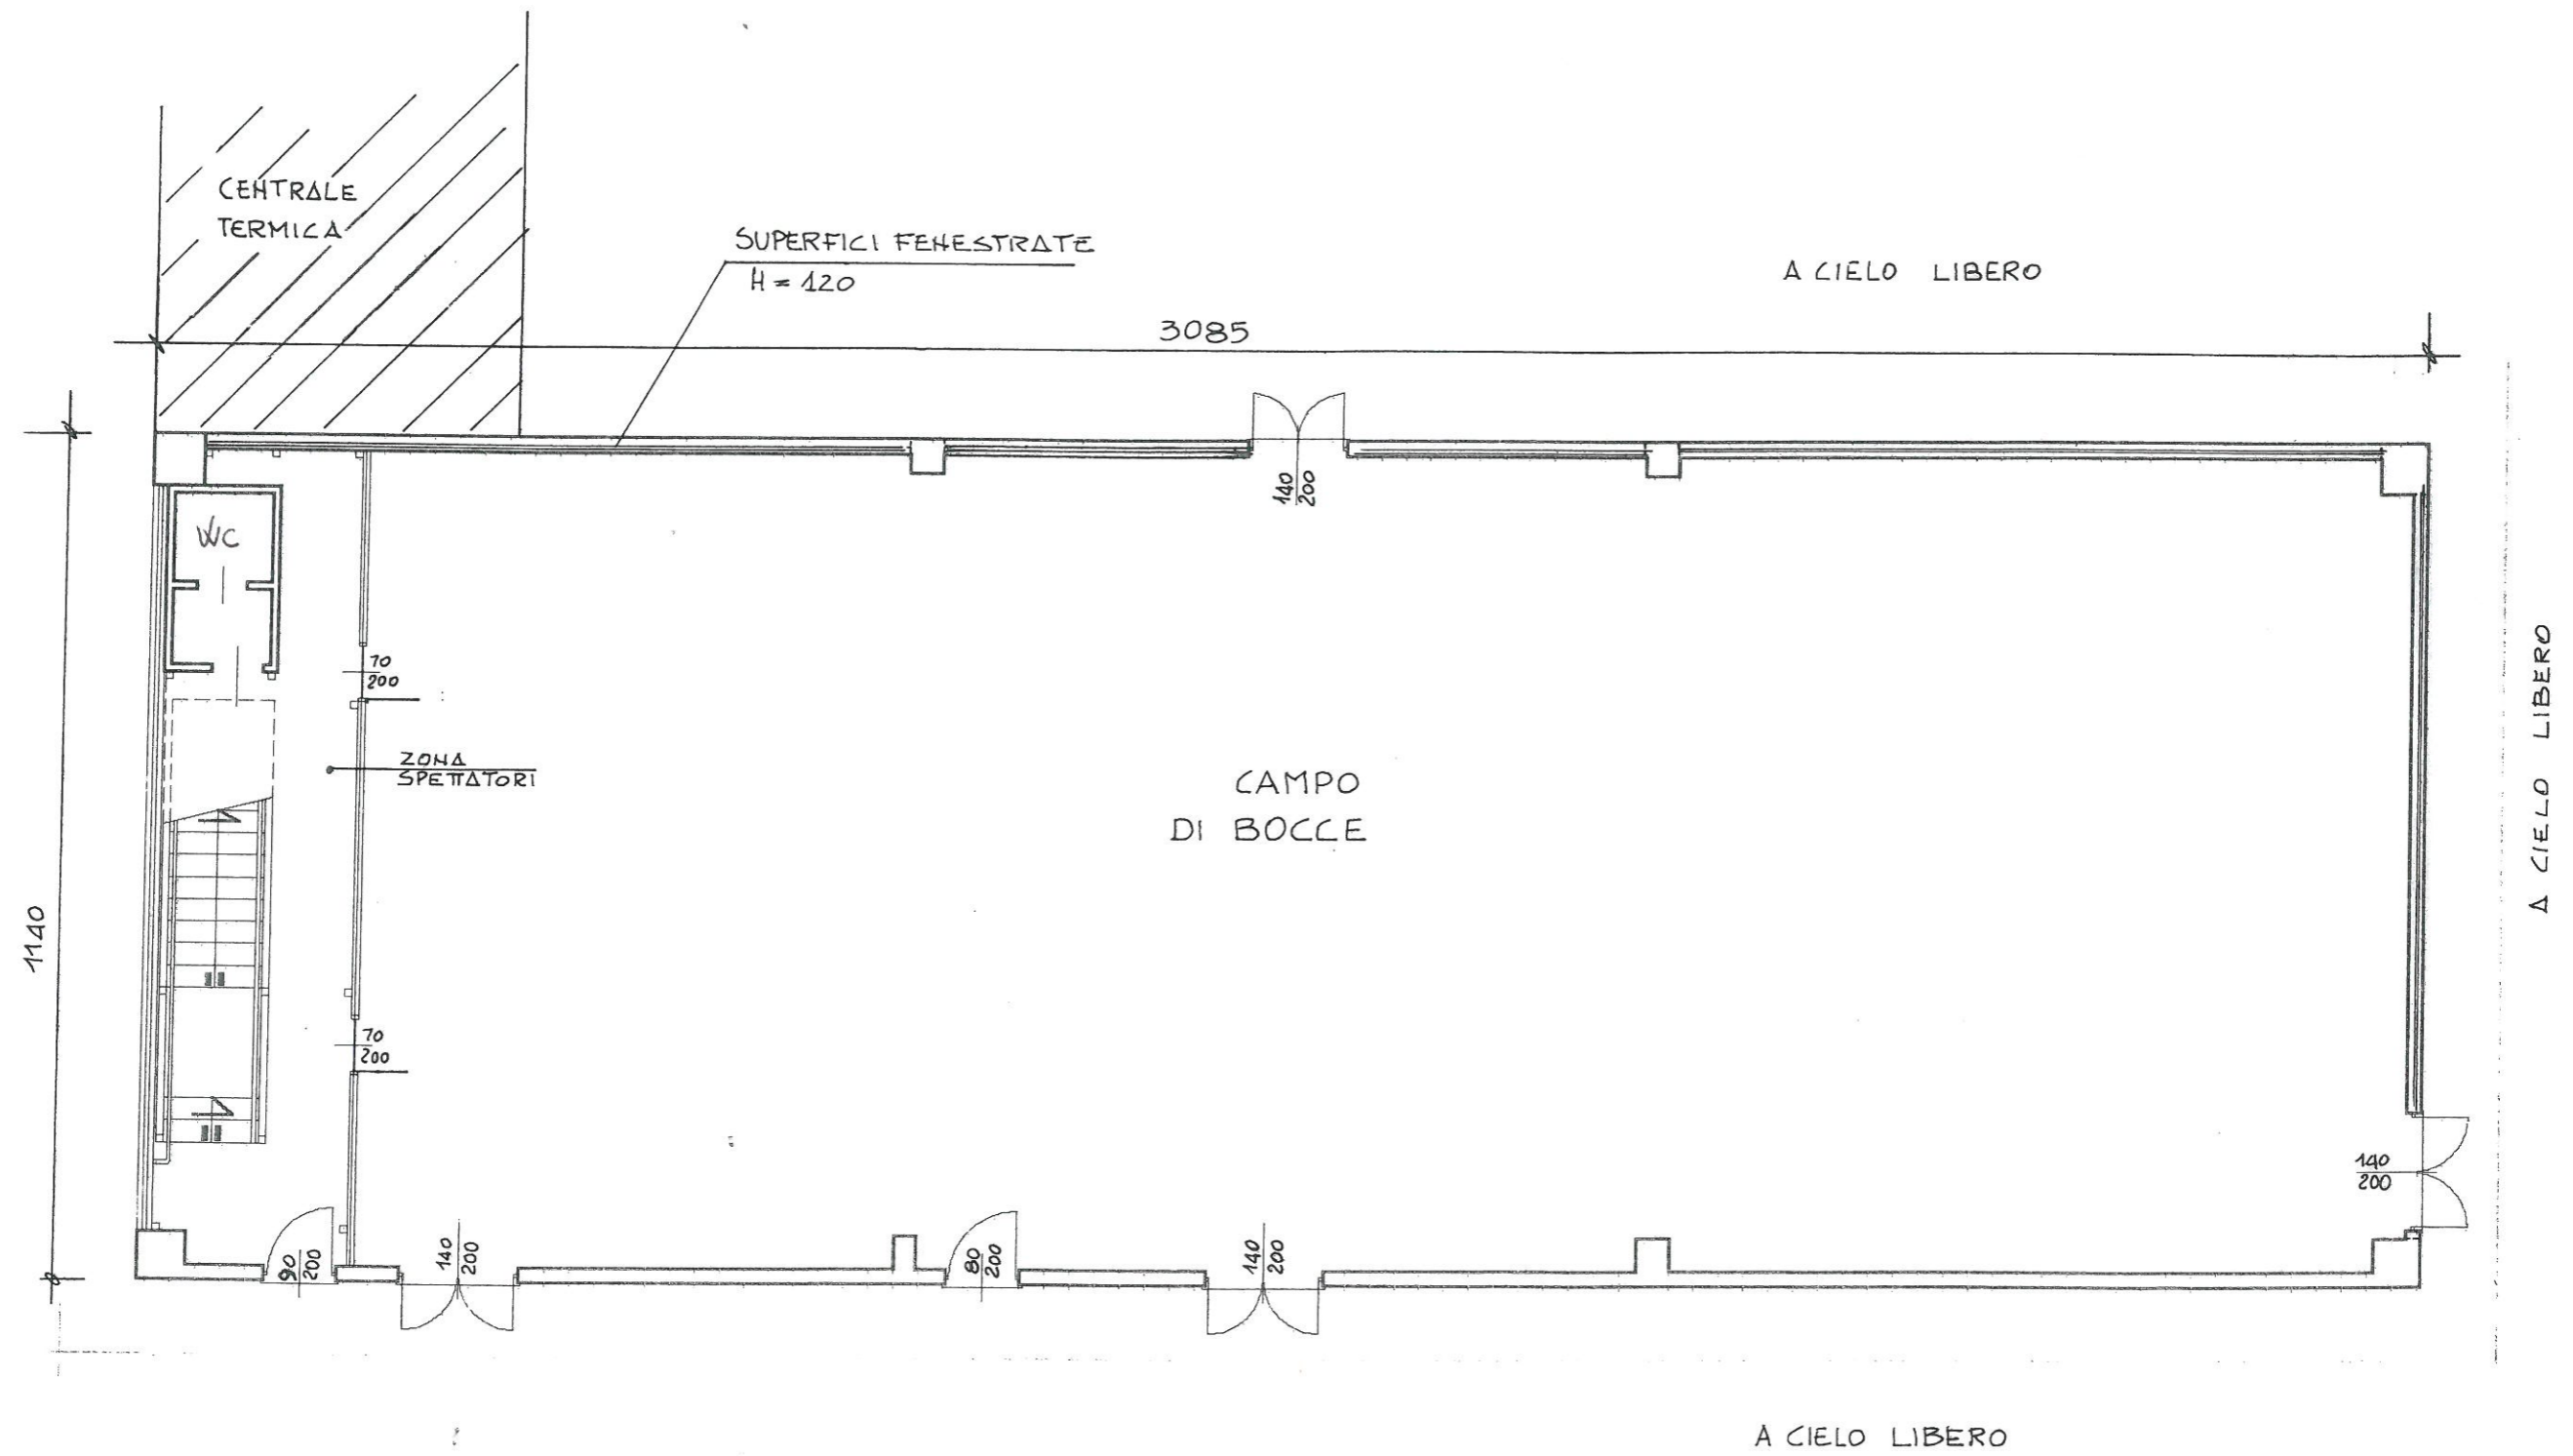 CENTRALE
TERMICA
SUPERFICI FENESTRATE
H = 120
A CIELO LIBERO
3085
140
200
WC
70
200
ZONA
SPETTATORI
CAMPO
DI BOCCE
A CIELO LIBERO
1140
70
200
140
200
90
200
140
200
80
200
140
200
A CIELO LIBERO